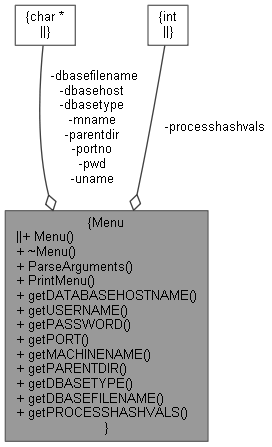 {char *
||}
{int
||}
-dbasefilename
-dbasehost
-dbasetype
-mname
-parentdir
-portno
-pwd
-uname
-processhashvals
{Menu
||+ Menu()
+ ~Menu()
+ ParseArguments()
+ PrintMenu()
+ getDATABASEHOSTNAME()
+ getUSERNAME()
+ getPASSWORD()
+ getPORT()
+ getMACHINENAME()
+ getPARENTDIR()
+ getDBASETYPE()
+ getDBASEFILENAME()
+ getPROCESSHASHVALS()
}